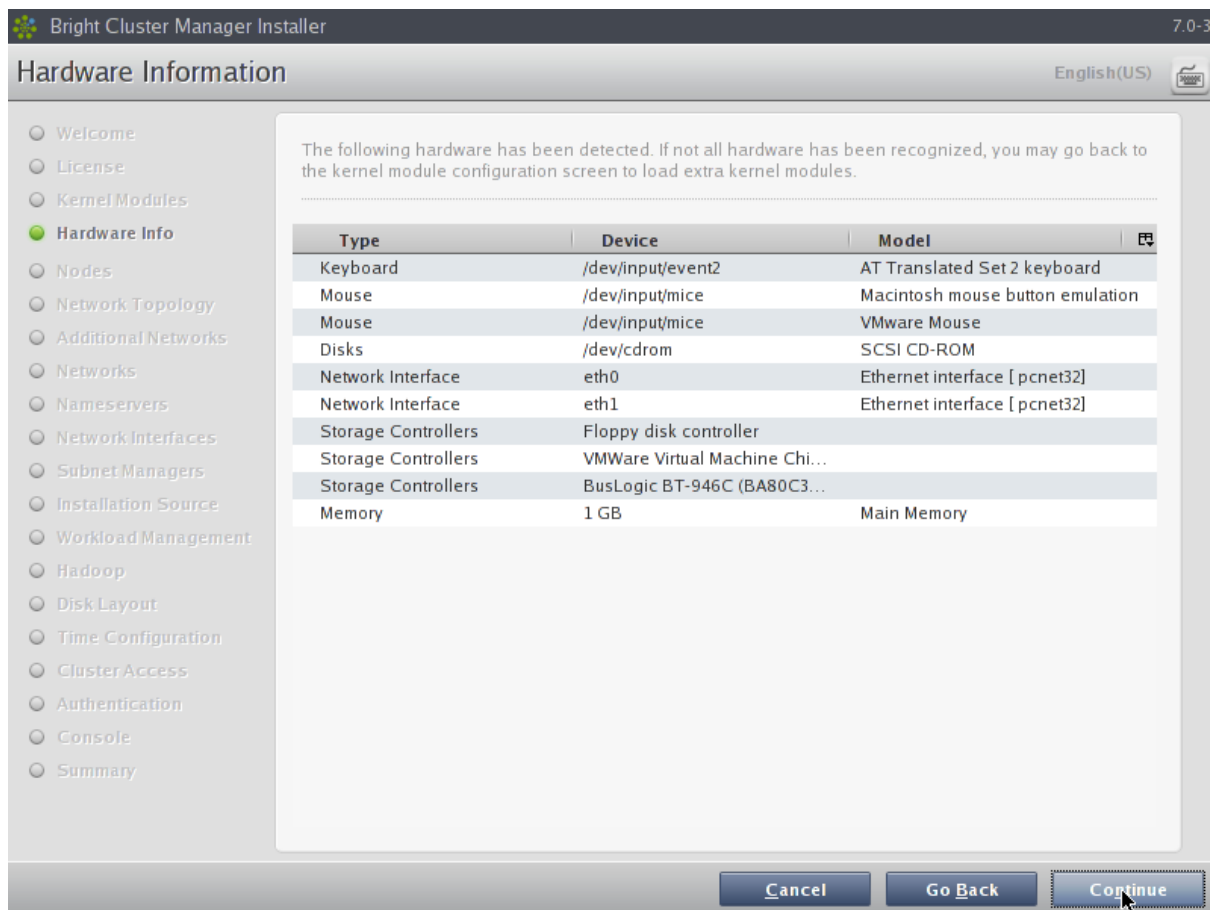 Bright Cluster Manager Installer 7.0-3
Hardware Information English(US)
Welcome
License
Kernel Modules
Hardware Info
Nodes
Network Topology
Additional Networks
Networks
Nameservers
Network Interfaces
Subnet Managers
Installation Source
Workload Management
Hadoop
Disk Layout
Time Configuration
Cluster Access
Authentication
Console
Summary
The following hardware has been detected. If not all hardware has been recognized, you may go back to
the kernel module configuration screen to load extra kernel modules.
Type Device Model
Keyboard /dev/input/event2 AT Translated Set 2 keyboard
Mouse /dev/input/mice Macintosh mouse button emulation
Mouse /dev/input/mice VMware Mouse
Disks /dev/cdrom SCSI CD-ROM
Network Interface eth0 Ethernet interface [ pcnet32]
Network Interface eth1 Ethernet interface [ pcnet32]
Storage Controllers Floppy disk controller
Storage Controllers VMWare Virtual Machine Chi...
Storage Controllers BusLogic BT-946C (BA80C3...
Memory 1 GB Main Memory
Cancel Go Back Continue